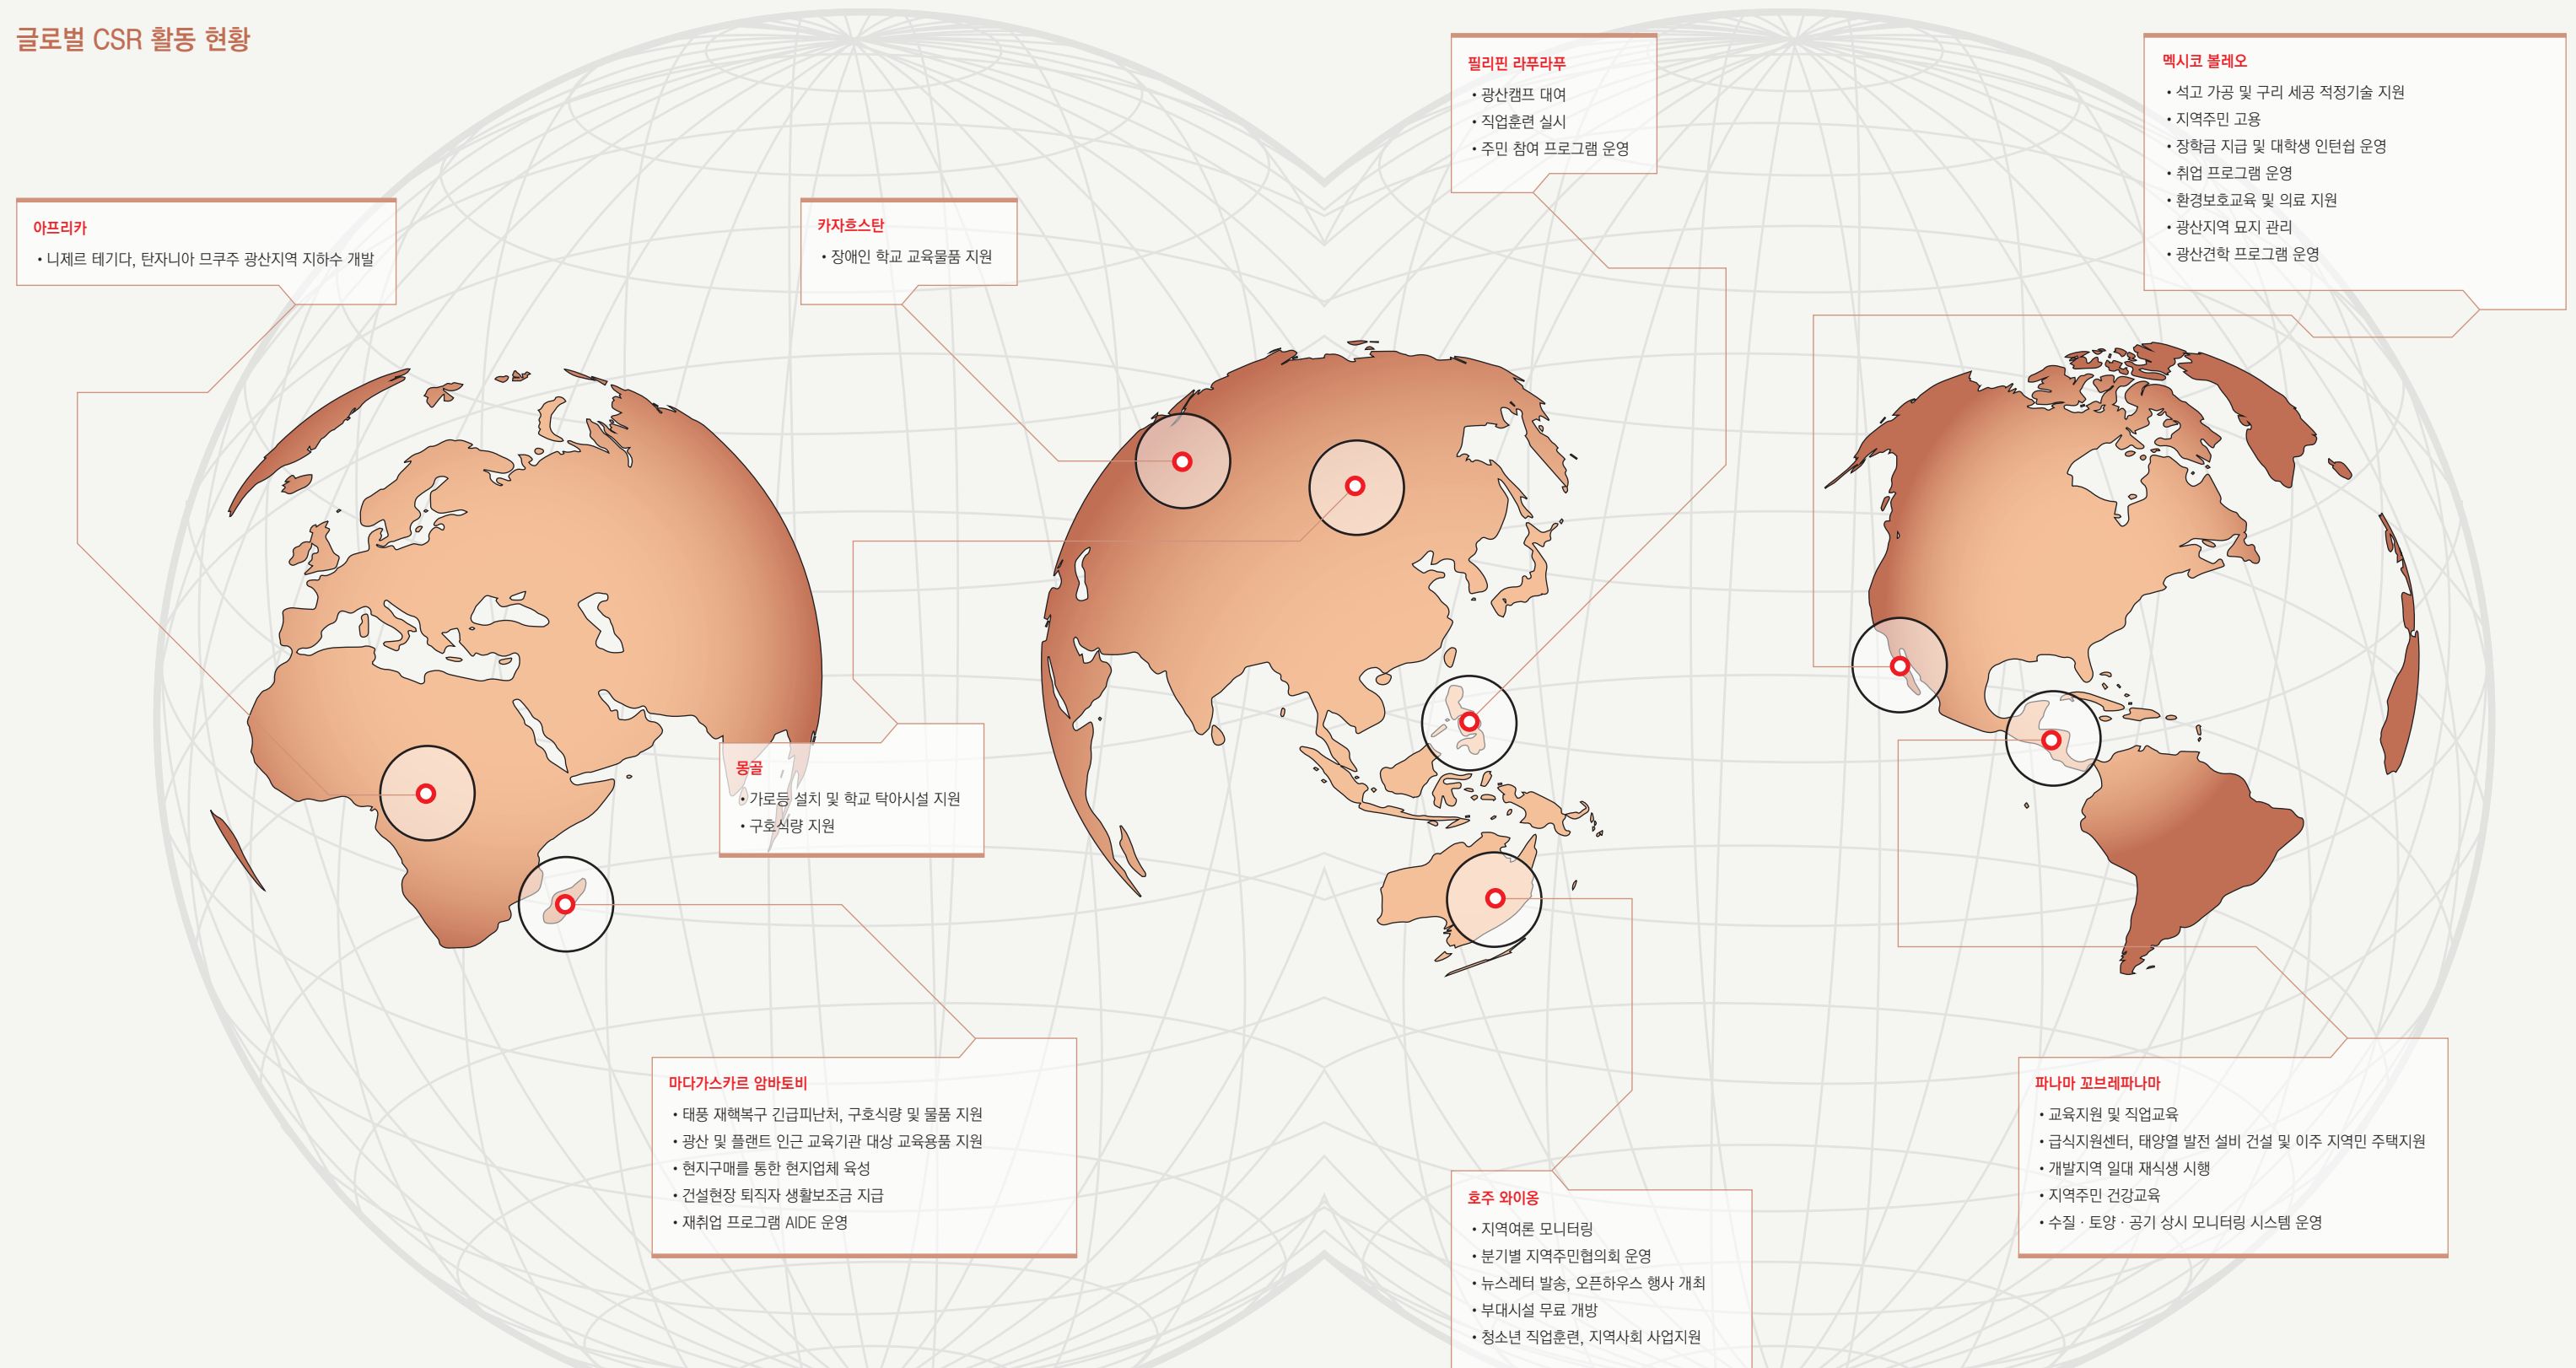 글로벌 CSR 활동 현황
아프리카
• 니제르 테기다, 탄자니아 므쿠주 광산지역 지하수 개발
카자흐스탄
• 장애인 학교 교육물품 지원
필리핀 라푸라푸
• 광산캠프 대여
• 직업훈련 실시
• 주민 참여 프로그램 운영
멕시코 볼레오
• 석고 가공 및 구리 세공 적정기술 지원
• 지역주민 고용
• 장학금 지급 및 대학생 인턴쉽 운영
• 취업 프로그램 운영
• 환경보호교육 및 의료 지원
• 광산지역 묘지 관리
• 광산견학 프로그램 운영
몽골
• 가로등 설치 및 학교 탁아시설 지원
• 구호식량 지원
마다가스카르 암바토비
• 태풍 재핵복구 긴급피난처, 구호식량 및 물품 지원
• 광산 및 플랜트 인근 교육기관 대상 교육용품 지원
• 현지구매를 통한 현지업체 육성
• 건설현장 퇴직자 생활보조금 지급
• 재취업 프로그램 AIDE 운영
호주 와이옹
• 지역여론 모니터링
• 분기별 지역주민협의회 운영
• 뉴스레터 발송, 오픈하우스 행사 개최
• 부대시설 무료 개방
• 청소년 직업훈련, 지역사회 사업지원
파나마 꼬브레파나마
• 교육지원 및 직업교육
• 급식지원센터, 태양열 발전 설비 건설 및 이주 지역민 주택지원
• 개발지역 일대 재식생 시행
• 지역주민 건강교육
• 수질 · 토양 · 공기 상시 모니터링 시스템 운영